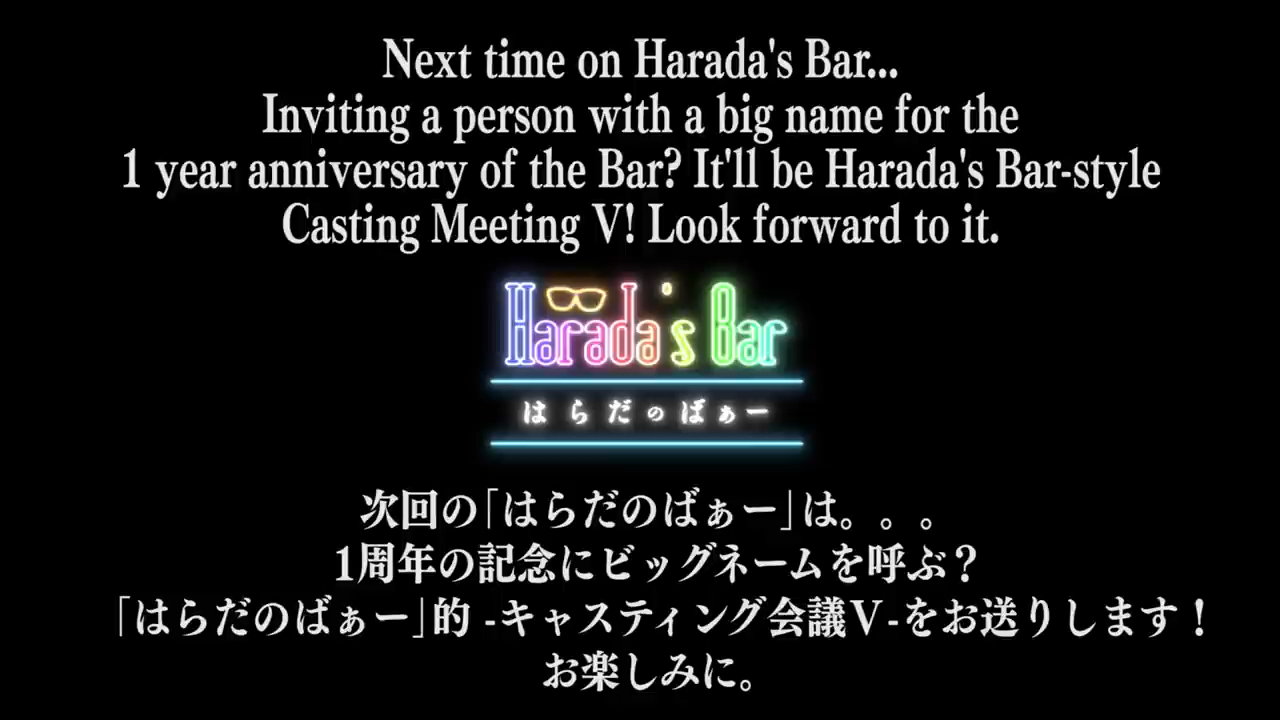 Next time on Harada's Bar...
Inviting a person with a big name for the
1 year anniversary of the Bar? It'll be Harada's Bar-style
Casting Meeting V! Look forward to it.
Harada's Bar
はらだのばぁー
次回の「はらだのばぁー」は。。。
1周年の記念にビッグネームを呼ぶ？
「はらだのばぁー」的 -キャスティング会議V-をお送りします！
お楽しみに。